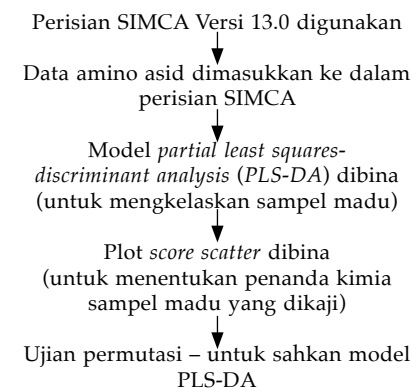 Perisian SIMCA Versi 13.0 digunakan
Data amino asid dimasukkan ke dalam
perisian SIMCA
Model partial least squares-
discriminant analysis (PLS-DA) dibina
(untuk mengkelaskan sampel madu)
Plot score scatter dibina
(untuk menentukan penanda kimia
sampel madu yang dikaji)
Ujian permutasi – untuk sahkan model
PLS-DA